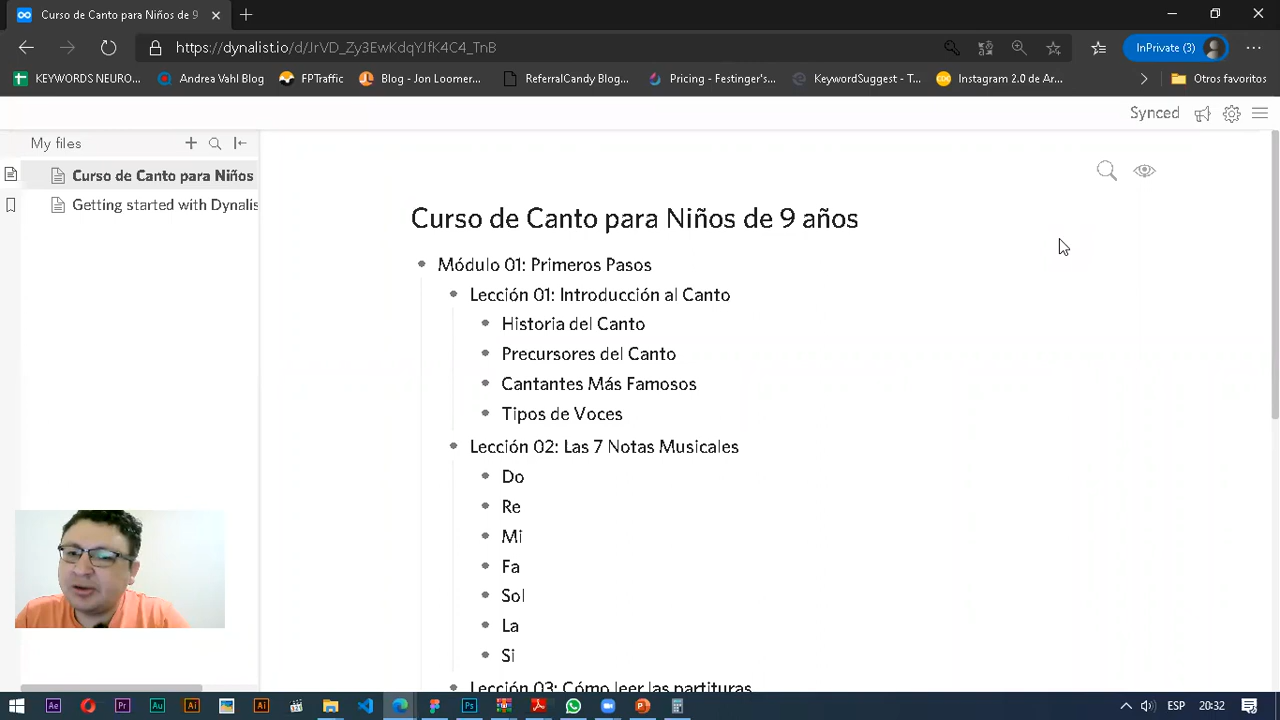 Curso de Canto para Niños de 9
https://dynalist.io/d/JrVD_Zy3EwKdqYJfK4C4_TnB
InPrivate (3)
KEYWORDS NEURO...
Andrea Vahl Blog
FPTraffic
Blog - Jon Loomer...
ReferralCandy Blog...
Pricing - Festinger's...
KeywordSuggest - T...
Instagram 2.0 de Ar...
Otros favoritos
Synced
My files
Curso de Canto para Niños
Getting started with Dynalis
Curso de Canto para Niños de 9 años
Módulo 01: Primeros Pasos
Lección 01: Introducción al Canto
Historia del Canto
Precursores del Canto
Cantantes Más Famosos
Tipos de Voces
Lección 02: Las 7 Notas Musicales
Do
Re
Mi
Fa
Sol
La
Si
Lección 03: Cómo leer las partituras
ESP
20:32